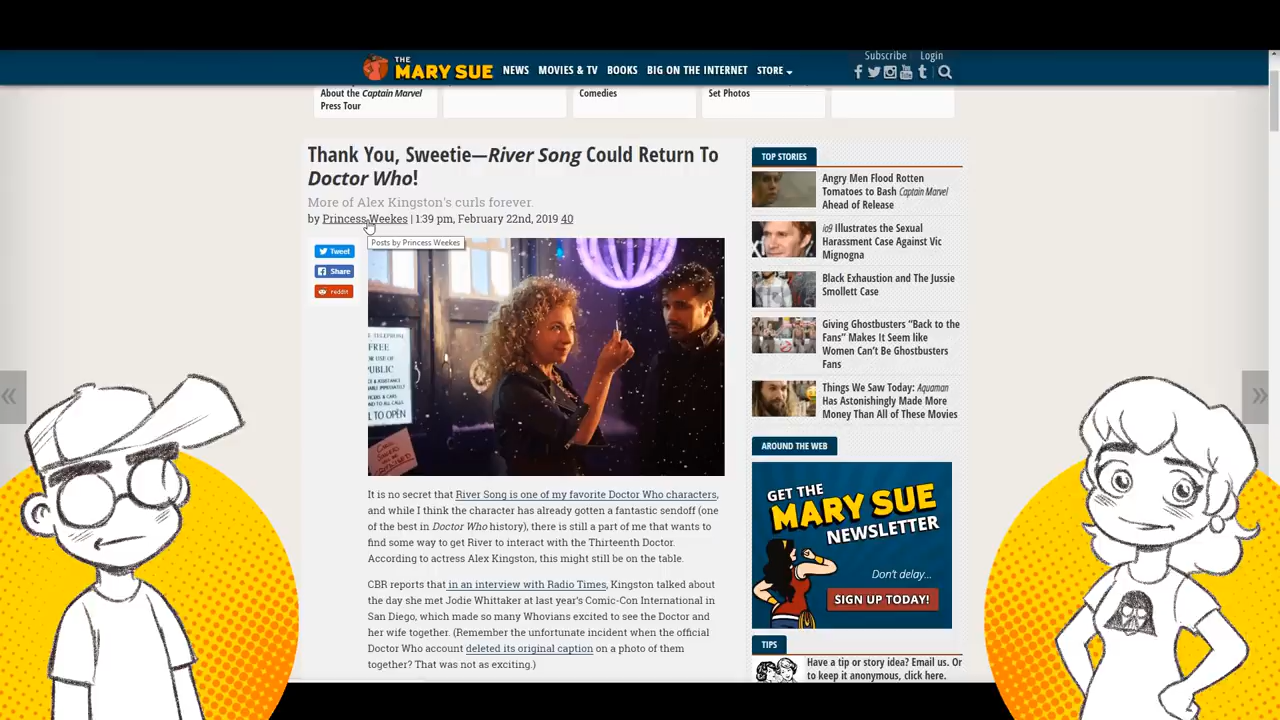 Subscribe Login
THE
MARY SUE
NEWS MOVIES & TV BOOKS BIG ON THE INTERNET STORE
About the Captain Marvel
Press Tour
Comedies
Set Photos
Thank You, Sweetie—River Song Could Return To
Doctor Who!
More of Alex Kingston's curls forever.
by Princess Weekes | 1:39 pm, February 22nd, 2019 40
Posts by Princess Weekes
Tweet
Share
reddit
FREE
PUBLIC
TO OPEN
It is no secret that River Song is one of my favorite Doctor Who characters,
and while I think the character has already gotten a fantastic sendoff (one
of the best in Doctor Who history), there is still a part of me that wants to
find some way to get River to interact with the Thirteenth Doctor.
According to actress Alex Kingston, this might still be on the table.
CBR reports that in an interview with Radio Times, Kingston talked about
the day she met Jodie Whittaker at last year's Comic-Con International in
San Diego, which made so many Whovians excited to see the Doctor and
her wife together. (Remember the unfortunate incident when the official
Doctor Who account deleted its original caption on a photo of them
together? That was not as exciting.)
TOP STORIES
Angry Men Flood Rotten
Tomatoes to Bash Captain Marvel
Ahead of Release
io9 Illustrates the Sexual
Harassment Case Against Vic
Mignogna
Black Exhaustion and The Jussie
Smollett Case
Giving Ghostbusters "Back to the
Fans" Makes It Seem like
Women Can't Be Ghostbusters
Fans
Things We Saw Today: Aquaman
Has Astonishingly Made More
Money Than All of These Movies
AROUND THE WEB
GET THE
MARY SUE
NEWSLETTER
Don't delay...
SIGN UP TODAY!
TIPS
Have a tip or story idea? Email us. Or
to keep it anonymous, click here.